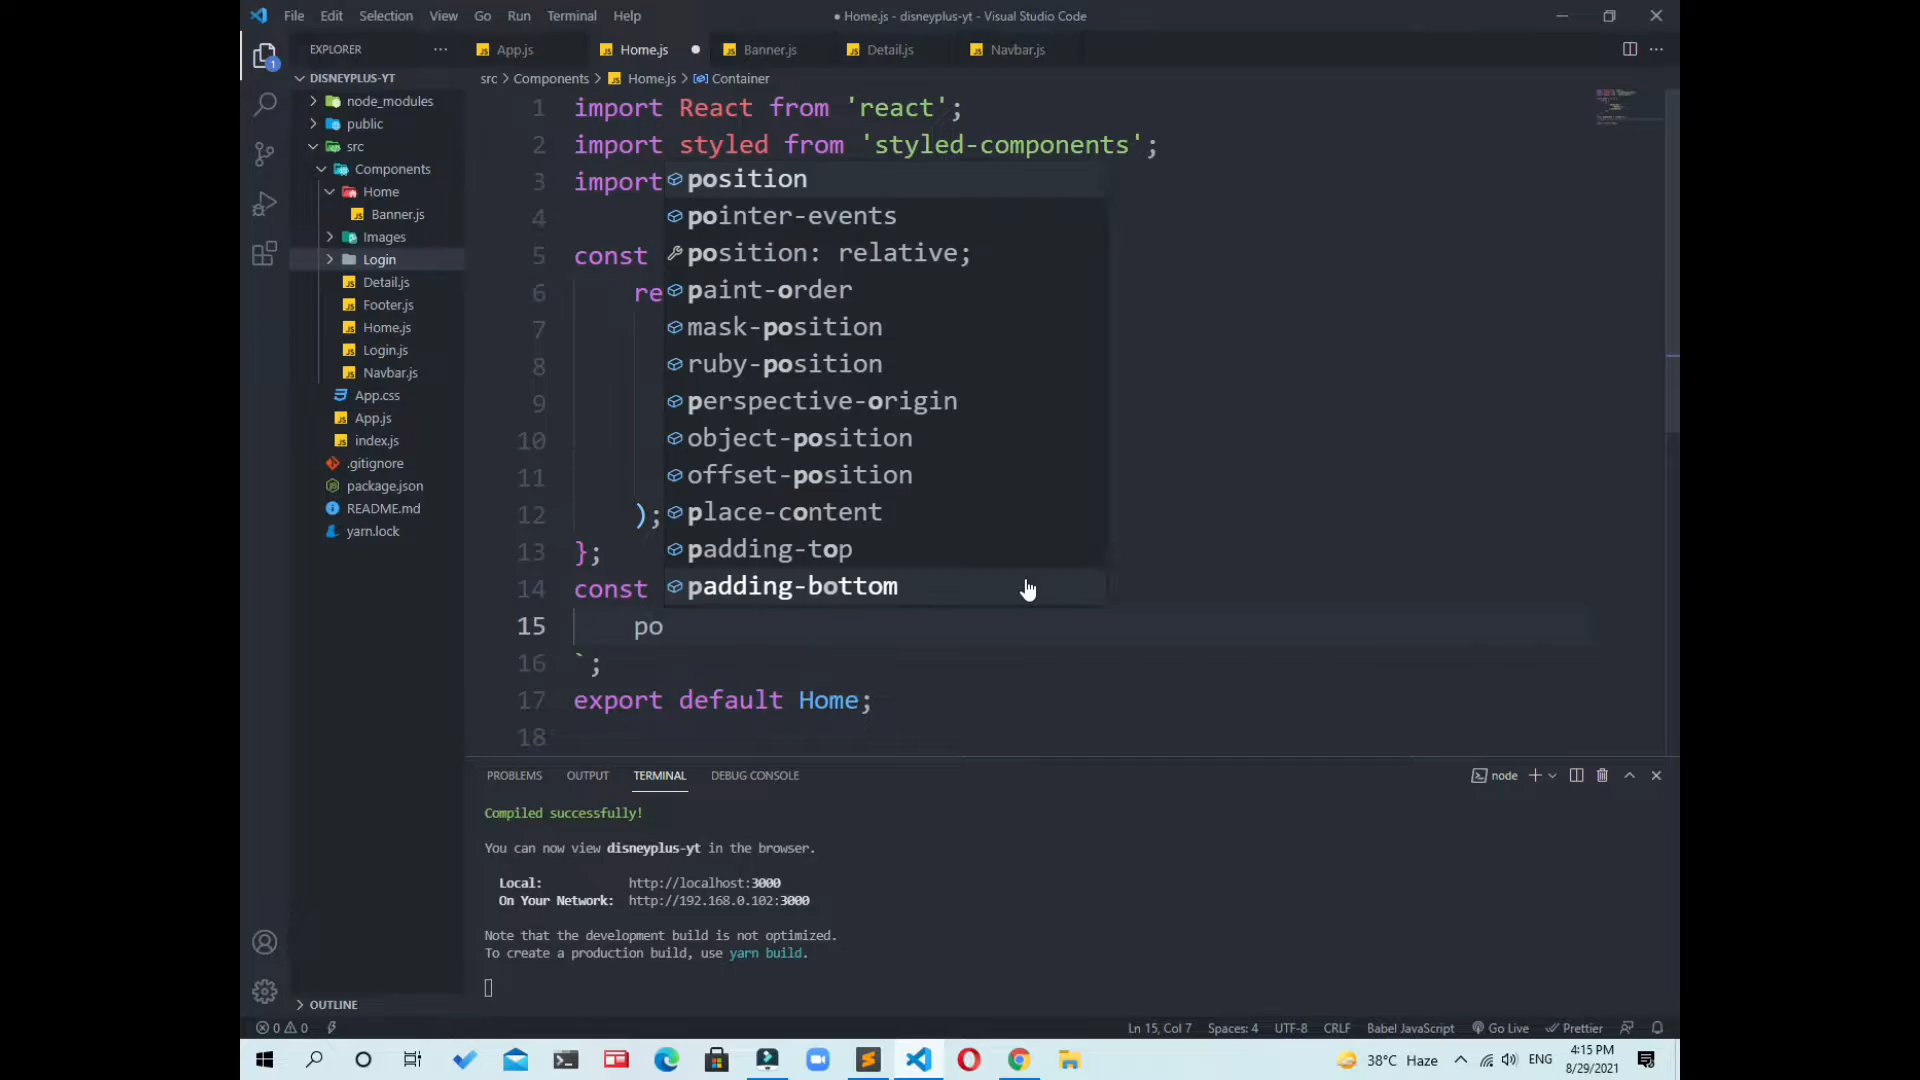 File Edit Selection View Go Run Terminal Help
● Home.js - disneyplus-yt - Visual Studio Code
EXPLORER
App.js
Home.js
Banner.js
Detail.js
Navbar.js
DISNEYPLUS-YT
src > Components > Home.js > Container
node_modules
public
src
Components
Home
Banner.js
Images
Login
Detail.js
Footer.js
Home.js
Login.js
Navbar.js
App.css
App.js
index.js
.gitignore
package.json
README.md
yarn.lock
OUTLINE
1 import React from 'react';
2 import styled from 'styled-components';
3 import
4
5 const
6 re
7
8
9
10
11
12 );
13 };
14 const
15 po
16 `;
17 export default Home;
18
position
pointer-events
position: relative;
paint-order
mask-position
ruby-position
perspective-origin
object-position
offset-position
place-content
padding-top
padding-bottom
PROBLEMS OUTPUT TERMINAL DEBUG CONSOLE
node
Compiled successfully!
You can now view disneyplus-yt in the browser.
Local: http://localhost:3000
On Your Network: http://192.168.0.102:3000
Note that the development build is not optimized.
To create a production build, use yarn build.
1
0 0
Ln 15, Col 7 Spaces: 4 UTF-8 CRLF Babel JavaScript Go Live Prettier
38°C Haze
ENG
4:15 PM
8/29/2021